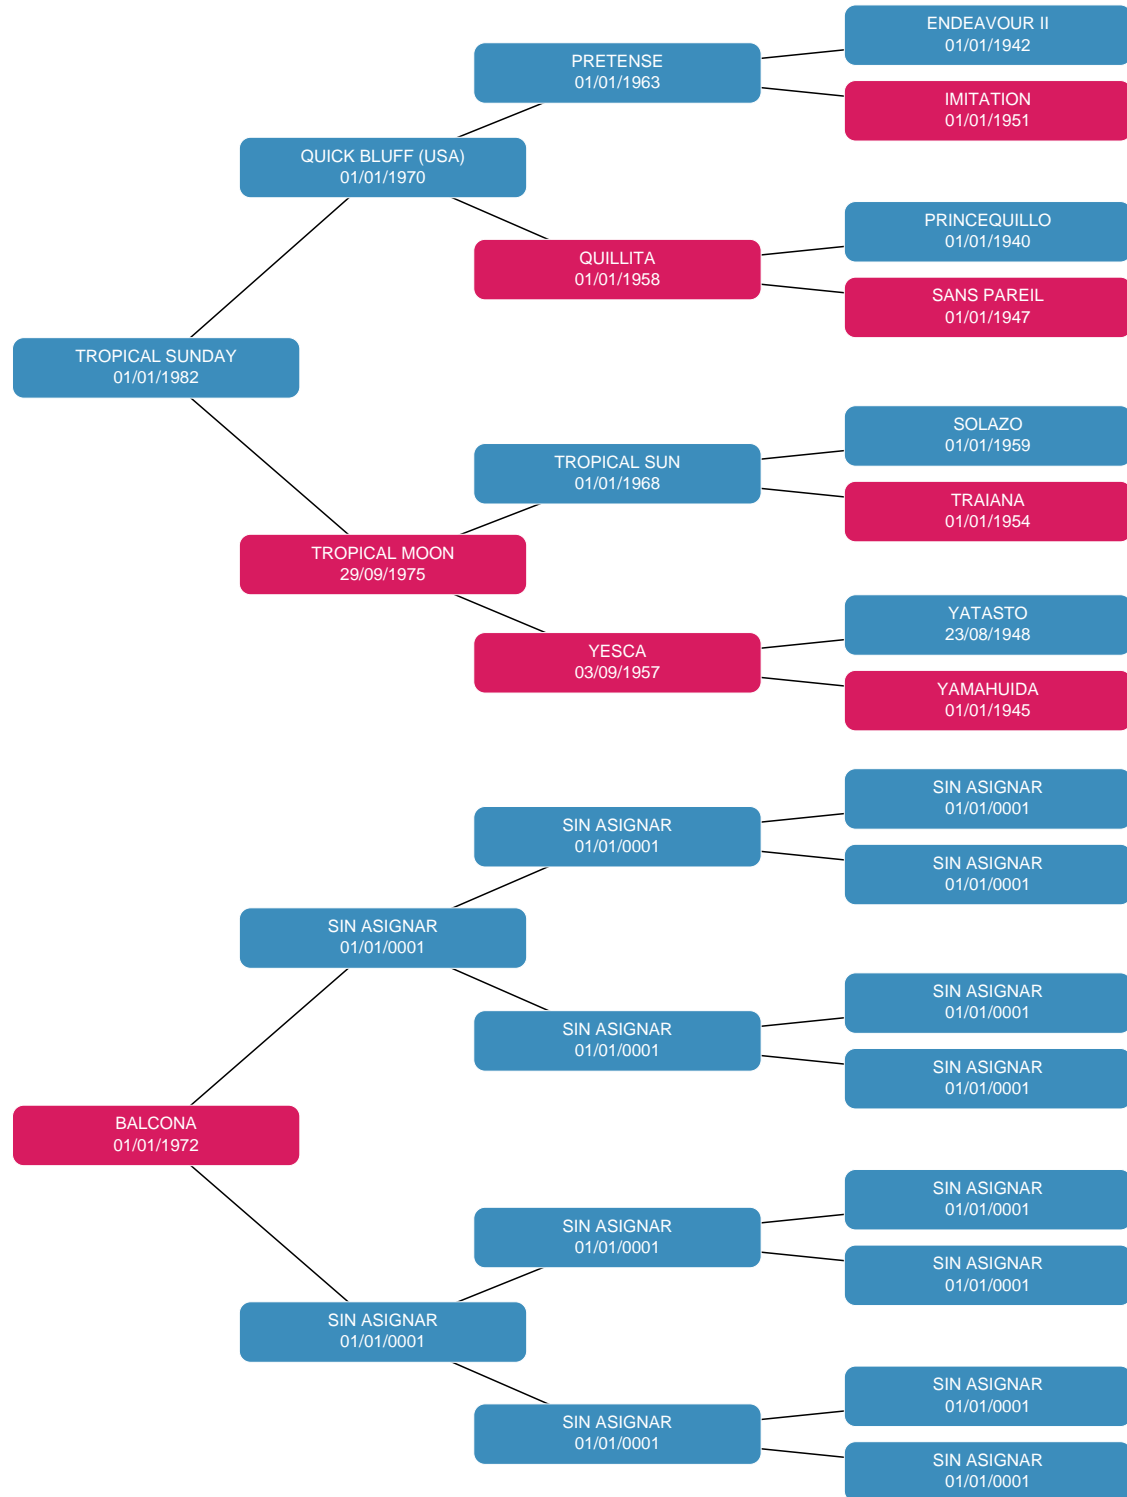 ENDEAVOUR II
01/01/1942
PRETENSE
01/01/1963
IMITATION
01/01/1951
QUICK BLUFF (USA)
01/01/1970
PRINCEQUILLO
01/01/1940
QUILLITA
01/01/1958
SANS PAREIL
01/01/1947
TROPICAL SUNDAY
01/01/1982
SOLAZO
01/01/1959
TROPICAL SUN
01/01/1968
TRAIANA
01/01/1954
TROPICAL MOON
29/09/1975
YATASTO
23/08/1948
YESCA
03/09/1957
YAMAHUIDA
01/01/1945
SIN ASIGNAR
01/01/0001
SIN ASIGNAR
01/01/0001
SIN ASIGNAR
01/01/0001
SIN ASIGNAR
01/01/0001
SIN ASIGNAR
01/01/0001
SIN ASIGNAR
01/01/0001
SIN ASIGNAR
01/01/0001
BALCONA
01/01/1972
SIN ASIGNAR
01/01/0001
SIN ASIGNAR
01/01/0001
SIN ASIGNAR
01/01/0001
SIN ASIGNAR
01/01/0001
SIN ASIGNAR
01/01/0001
SIN ASIGNAR
01/01/0001
SIN ASIGNAR
01/01/0001